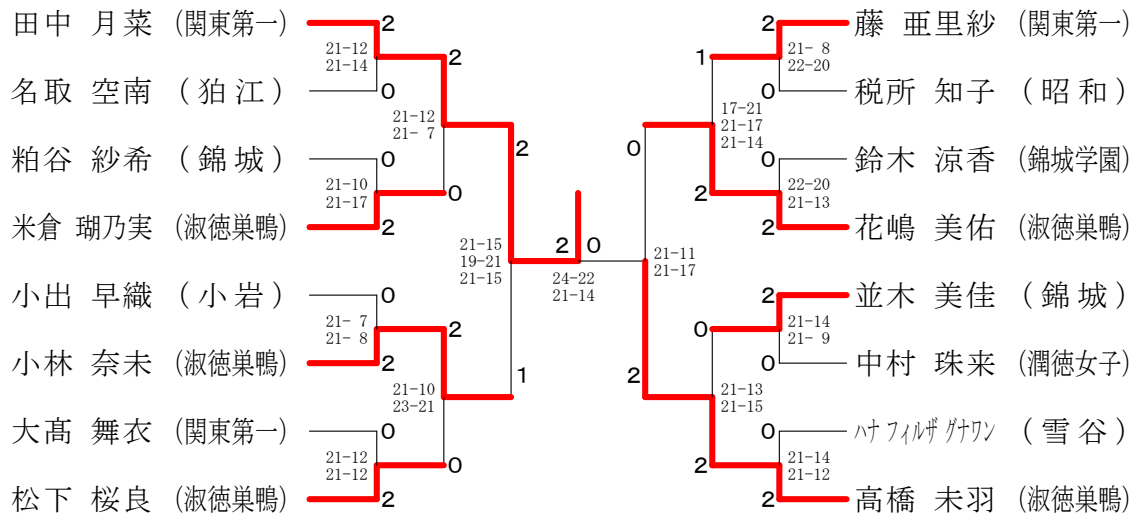 田中 月菜 (関東第一) 2 2 藤 亜里紗 (関東第一)
21-12 2 1 21- 8
21-14 22-20
名取 空南 (狛江) 0 0 税所 知子 (昭和)
21-12 17-21
21- 7 21-17
21-14
粕谷 紗希 (錦城) 0 2 0 0 鈴木 涼香 (錦城学園)
21-10 0 2 22-20
21-17 21-13
米倉 瑚乃実 (淑徳巣鴨) 2 2 花嶋 美佑 (淑徳巣鴨)
21-15 2 0 21-11
19-21 21-17
21-15 24-22
21-14
小出 早織 (小岩) 0 2 並木 美佳 (錦城)
21- 7 2 0 21-14
21- 8 21- 9
小林 奈未 (淑徳巣鴨) 2 1 2 0 中村 珠来 (潤徳女子)
21-10 21-13
23-21 21-15
大髙 舞衣 (関東第一) 0 0 ハナ フィルザ グナワン (雪谷)
21-12 0 2 21-14
21-12 21-12
松下 桜良 (淑徳巣鴨) 2 2 高橋 未羽 (淑徳巣鴨)